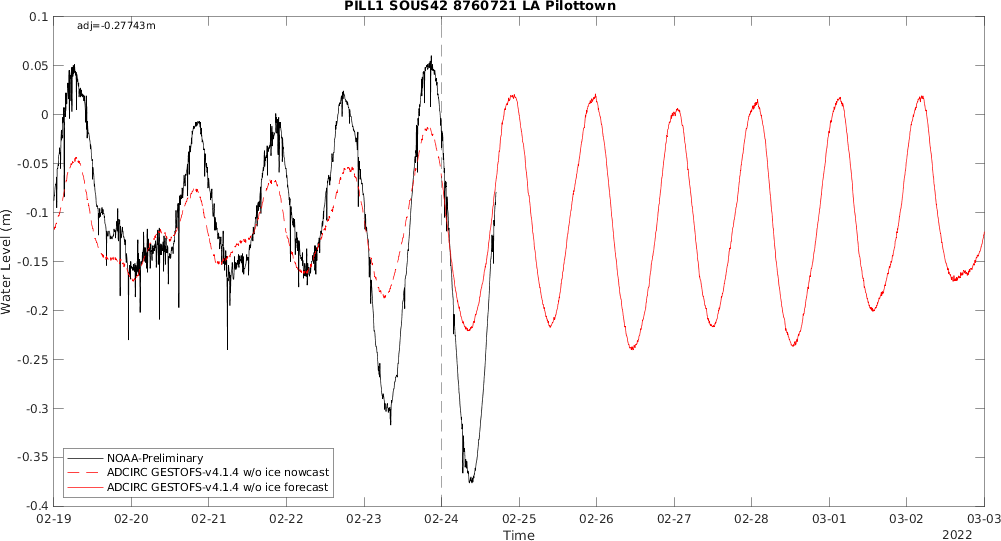 PILL1 SOUS42 8760721 LA Pilottown
adj=-0.27743m
0.1
0.05
0
-0.05
-0.1
-0.15
-0.2
-0.25
-0.3
-0.35
-0.4
Water Level (m)
NOAA-Preliminary
ADCIRC GESTOFS-v4.1.4 w/o ice nowcast
ADCIRC GESTOFS-v4.1.4 w/o ice forecast
02-19 02-20 02-21 02-22 02-23 02-24 02-25 02-26 02-27 02-28 03-01 03-02 03-03
Time
2022